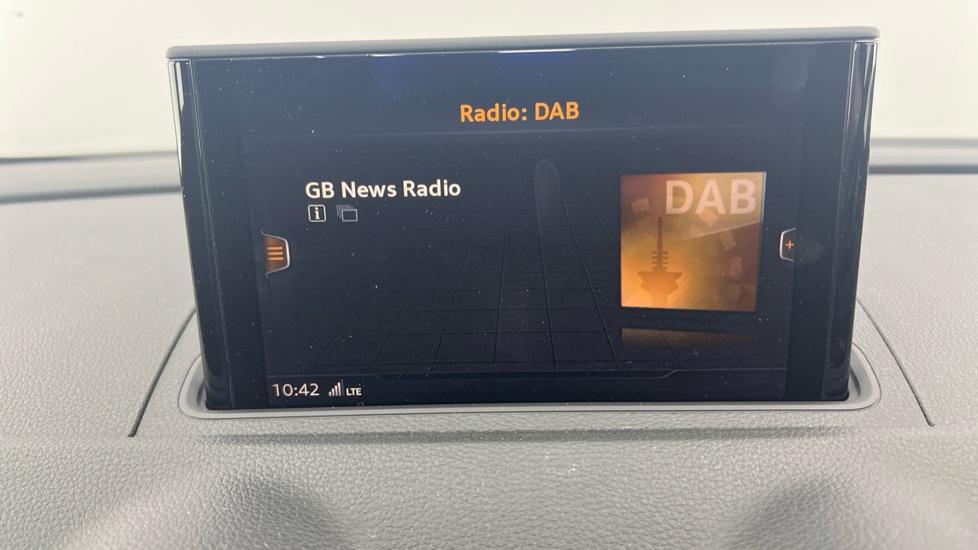 Radio: DAB
GB News Radio
DAB
10:42 LTE